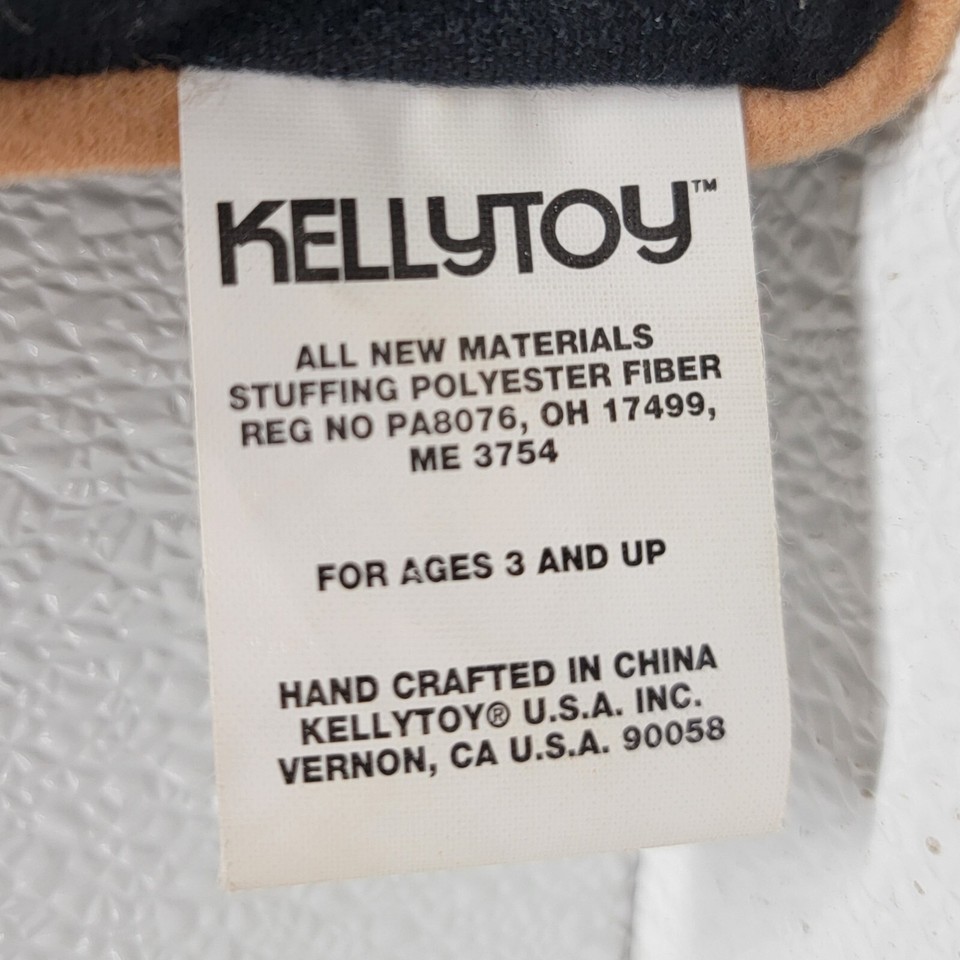 KELLYTOY™
ALL NEW MATERIALS
STUFFING POLYESTER FIBER
REG NO PA8076, OH 17499,
ME 3754
FOR AGES 3 AND UP
HAND CRAFTED IN CHINA
KELLYTOY® U.S.A. INC.
VERNON, CA U.S.A. 90058